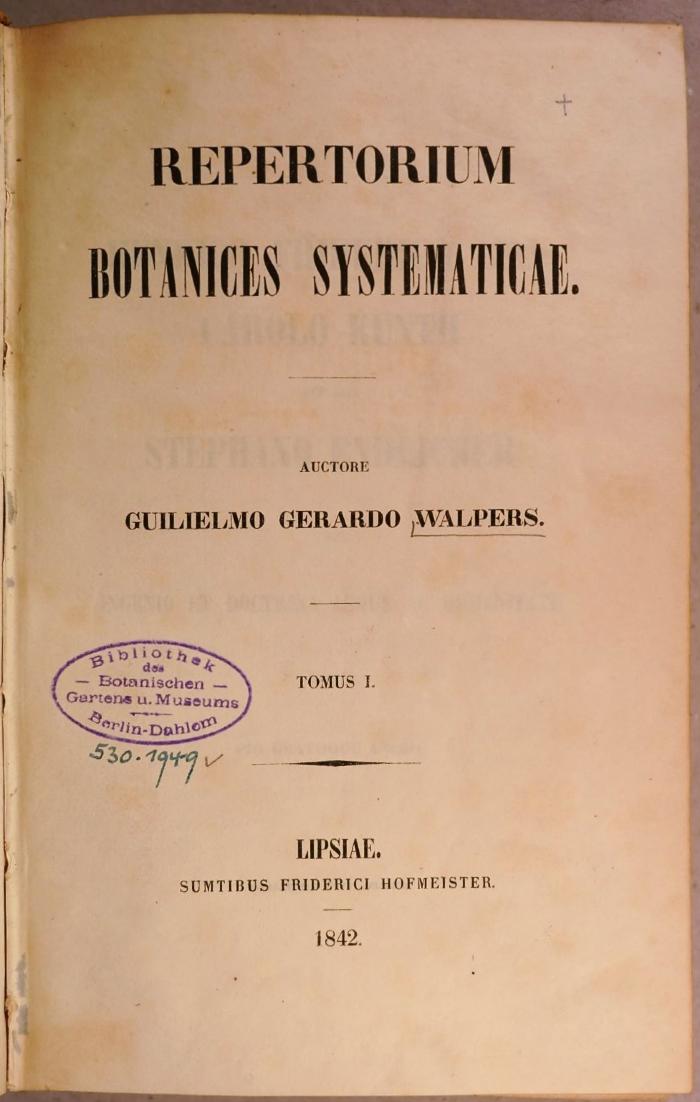 REPERTORIUM
BOTANICES SYSTEMATICAE.
AUCTORE
GUILIELMO GERARDO WALPERS.
TOMUS I.
Bibliothek
des
— Botanischen —
Gartens u. Museums
Berlin-Dahlem
530.1949
LIPSIAE.
SUMTIBUS FRIDERICI HOFMEISTER.
1842.